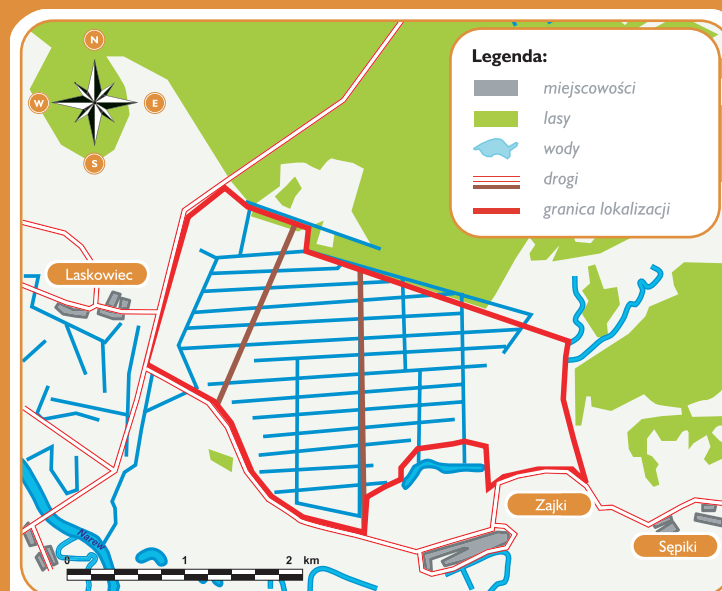 N
W
E
S
Legenda:
miejscowości
lasy
wody
drogi
granica lokalizacji
Laskowiec
Zajki
Sępiki
Narew
0 1 2 km